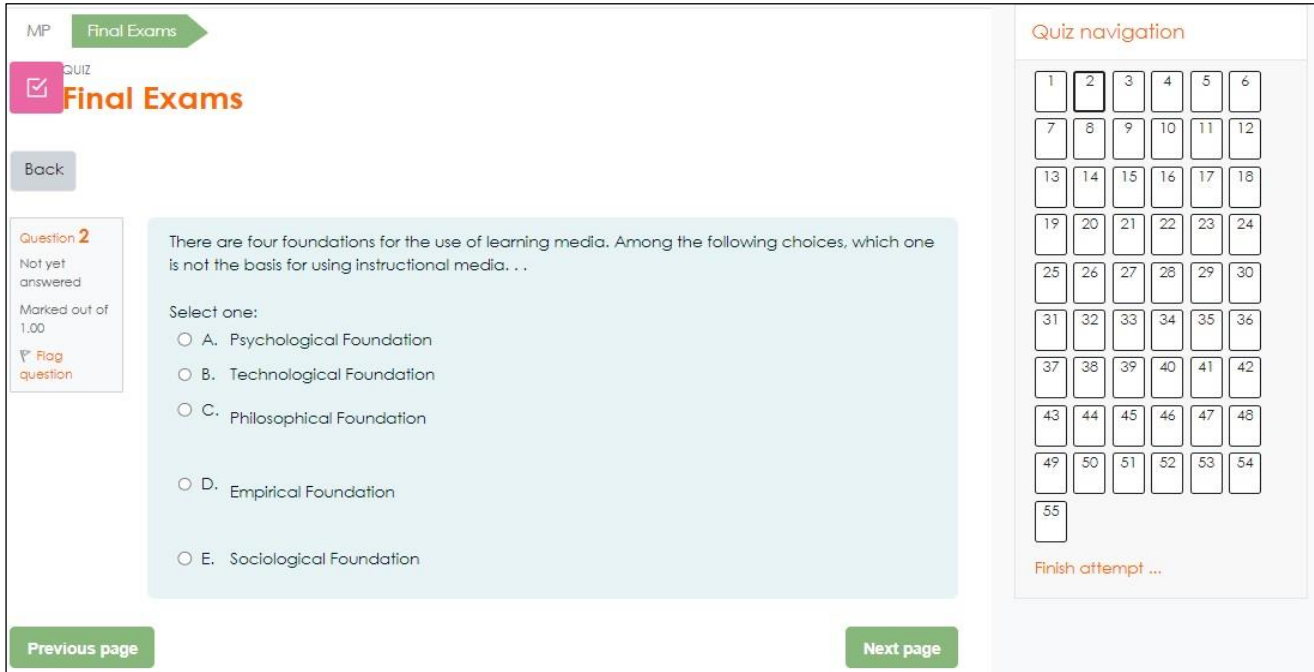 MP
Final Exams
QUIZ
Final Exams
Back
Question 2
Not yet
answered
Marked out of
1.00
Flag
question
There are four foundations for the use of learning media. Among the following choices, which one
is not the basis for using instructional media. . .
Select one:
A. Psychological Foundation
B. Technological Foundation
C. Philosophical Foundation
D. Empirical Foundation
E. Sociological Foundation
Previous page
Next page
Quiz navigation
1 2 3 4 5 6
7 8 9 10 11 12
13 14 15 16 17 18
19 20 21 22 23 24
25 26 27 28 29 30
31 32 33 34 35 36
37 38 39 40 41 42
43 44 45 46 47 48
49 50 51 52 53 54
55
Finish attempt ...